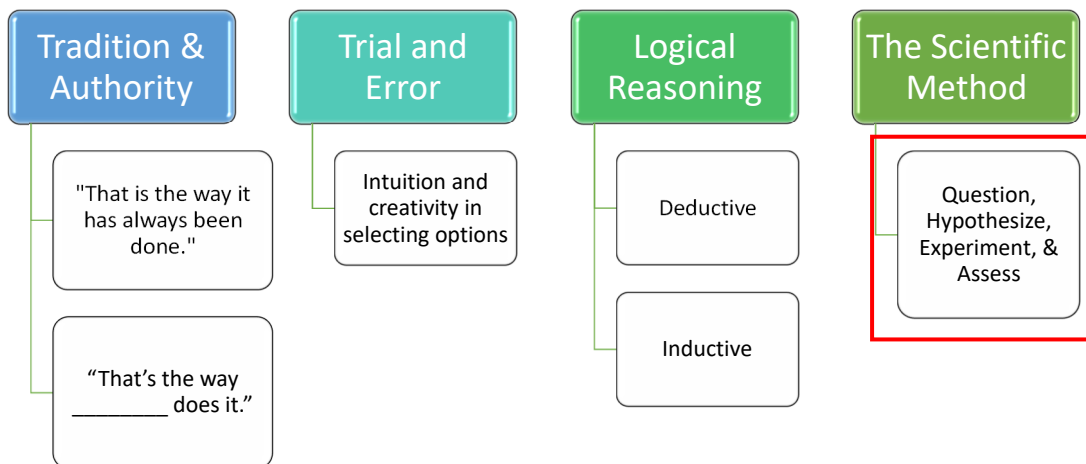 Tradition &
Authority
"That is the way it
has always been
done."
“That’s the way
________ does it.”
Trial and
Error
Intuition and
creativity in
selecting options
Logical
Reasoning
Deductive
Inductive
The Scientific
Method
Question,
Hypothesize,
Experiment, &
Assess